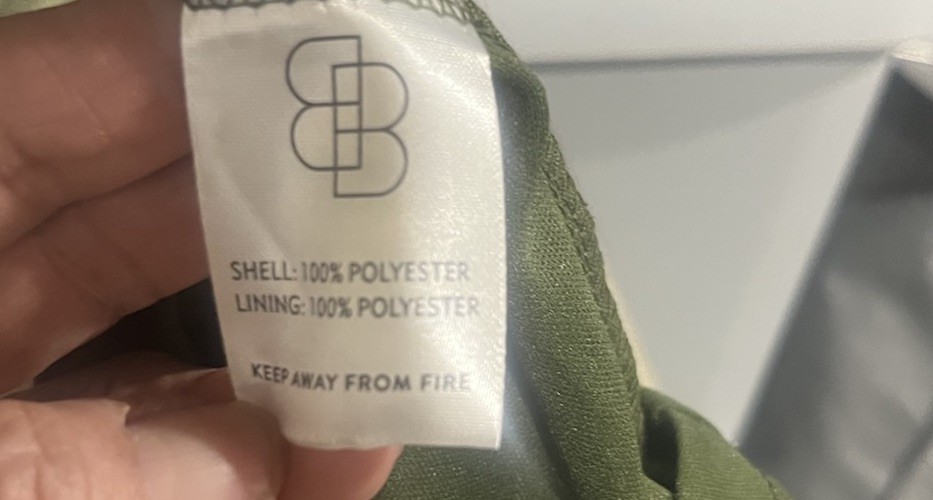 SHELL: 100% POLYESTER
LINING: 100% POLYESTER
KEEP AWAY FROM FIRE